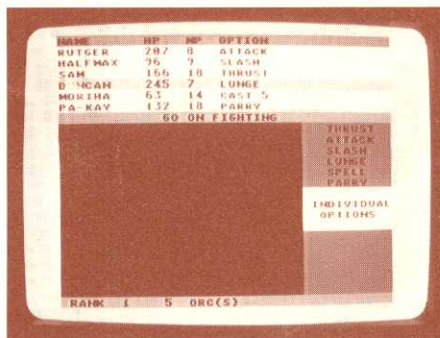 NAME HP MP OPTION
RUTGER 207 8 ATTACK
HALFMAX 96 9 SLASH
SAM 166 18 THRUST
DUNCAN 245 7 LUNGE
MORIHA 63 14 CAST 5
PA-KAY 132 18 PARRY
GO ON FIGHTING
THRUST
ATTACK
SLASH
LUNGE
SPELL
PARRY
INDIVIDUAL
OPTIONS
RANK 1 5 ORC(S)